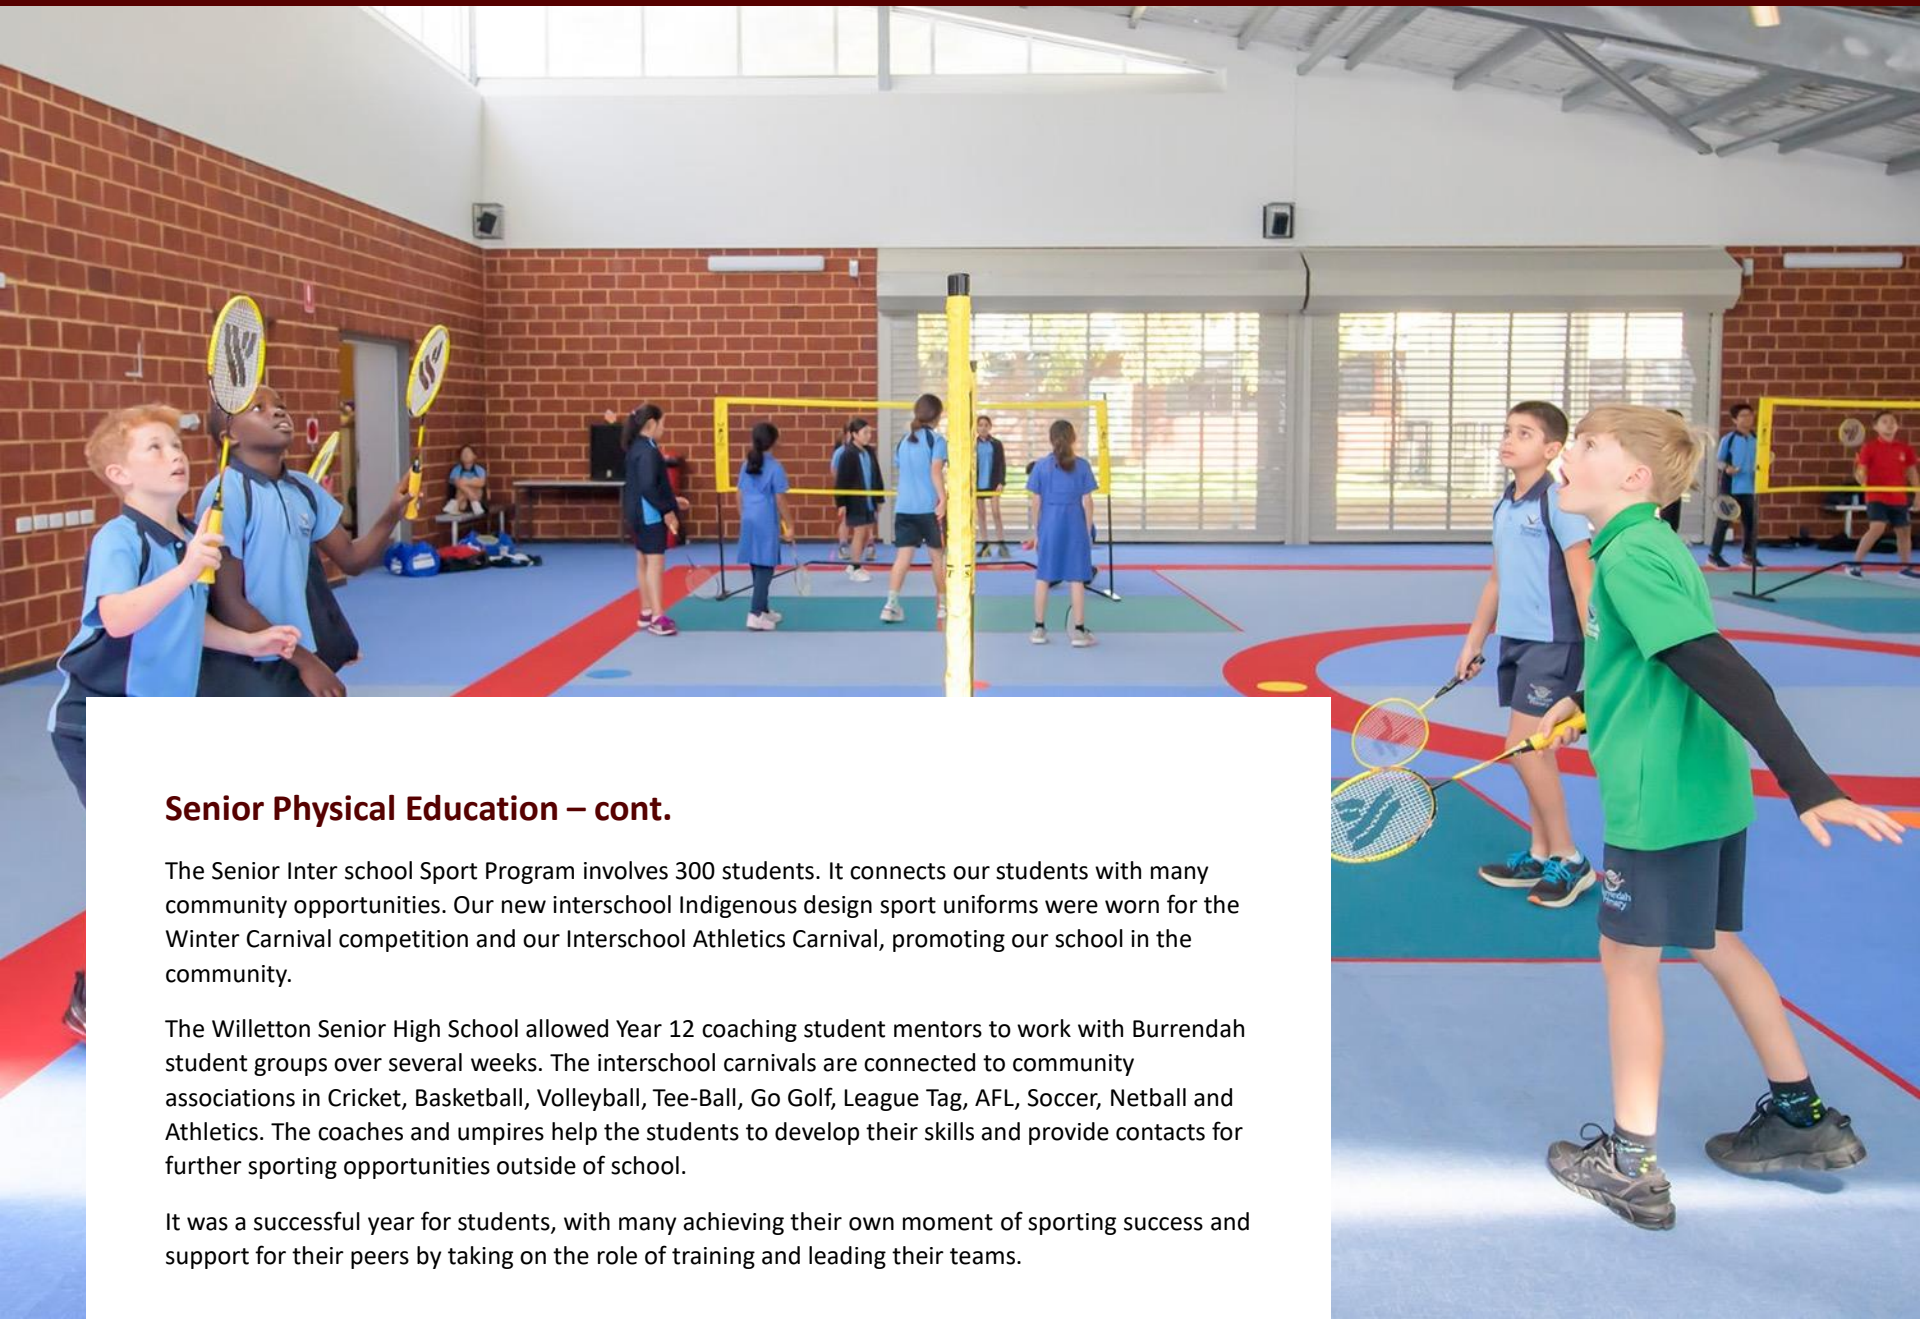 Senior Physical Education – cont.
The Senior Inter school Sport Program involves 300 students. It connects our students with many
community opportunities. Our new interschool Indigenous design sport uniforms were worn for the
Winter Carnival competition and our Interschool Athletics Carnival, promoting our school in the
community.
The Willetton Senior High School allowed Year 12 coaching student mentors to work with Burrendah
student groups over several weeks. The interschool carnivals are connected to community
associations in Cricket, Basketball, Volleyball, Tee-Ball, Go Golf, League Tag, AFL, Soccer, Netball and
Athletics. The coaches and umpires help the students to develop their skills and provide contacts for
further sporting opportunities outside of school.
It was a successful year for students, with many achieving their own moment of sporting success and
support for their peers by taking on the role of training and leading their teams.